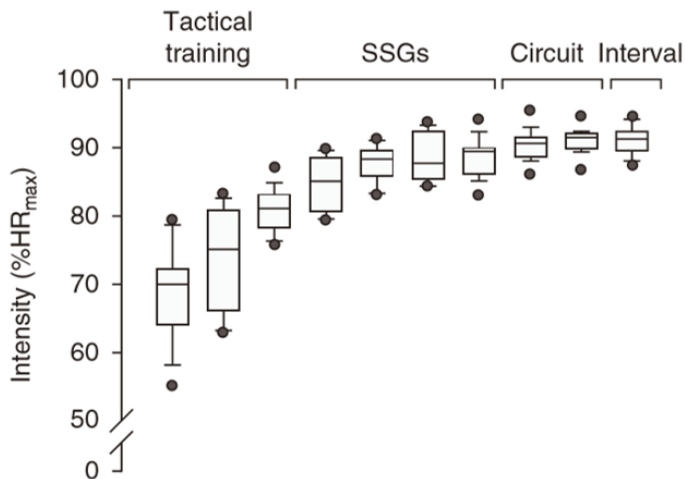 Tactical
training
SSGs
Circuit
Interval
Intensity (%HRmax)
100
90
80
70
60
50
0